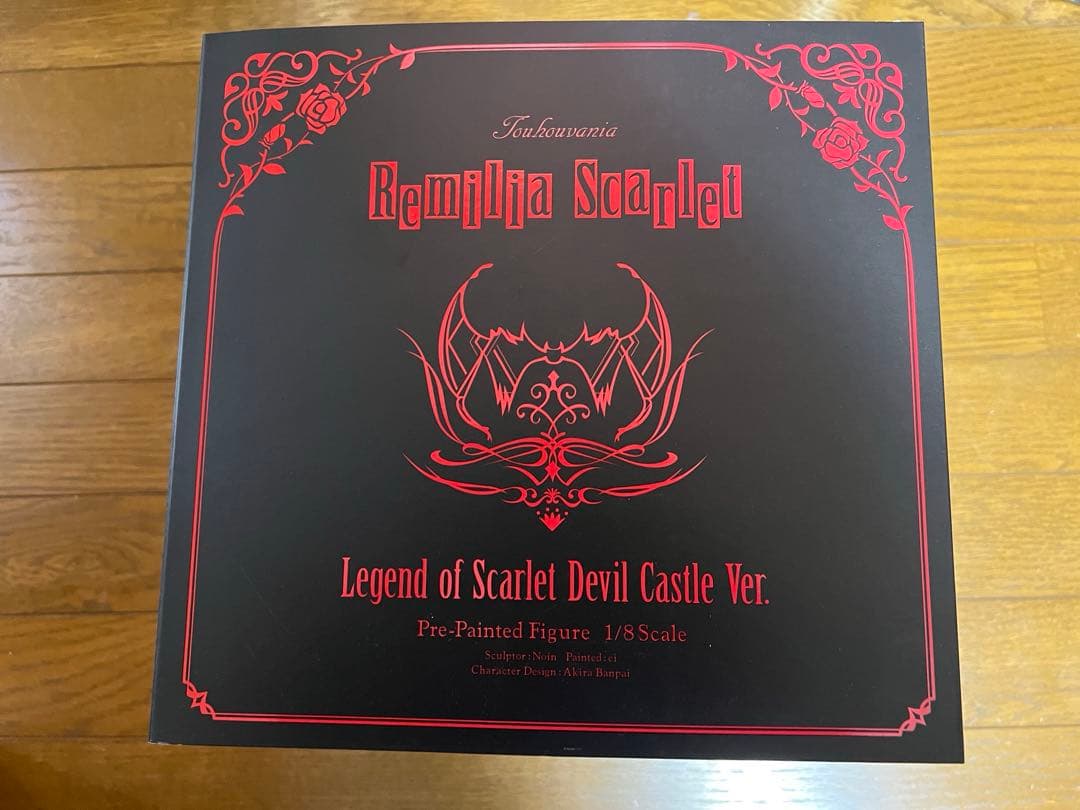 Touhouvania
Remilia Scarlet
Legend of Scarlet Devil Castle Ver.
Pre-Painted Figure 1/8 Scale
Sculptor : Noin Painted : ei
Character Design : Akira Banpai